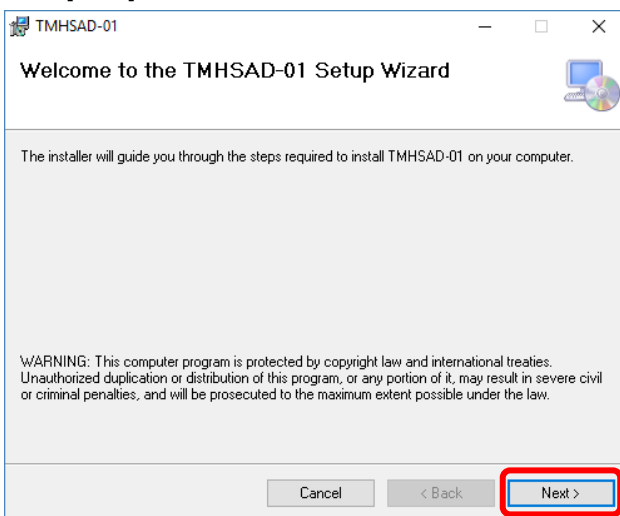 TMHSAD-01
Welcome to the TMHSAD-01 Setup Wizard
The installer will guide you through the steps required to install TMHSAD-01 on your computer.
WARNING: This computer program is protected by copyright law and international treaties.
Unauthorized duplication or distribution of this program, or any portion of it, may result in severe civil
or criminal penalties, and will be prosecuted to the maximum extent possible under the law.
Cancel
< Back
Next >